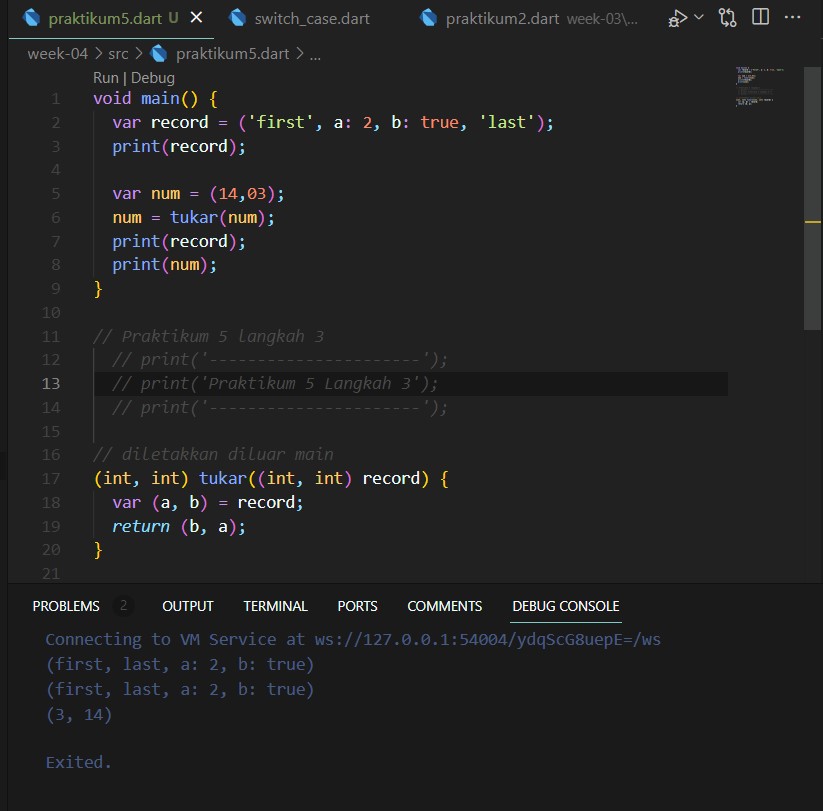 praktikum5.dart U × switch_case.dart praktikum2.dart week-03\... ...
week-04 > src > praktikum5.dart > ...
Run | Debug
1 void main() {
2 var record = ('first', a: 2, b: true, 'last');
3 print(record);
4
5 var num = (14,03);
6 num = tukar(num);
7 print(record);
8 print(num);
9 }
10
11 // Praktikum 5 langkah 3
12 // print('----------------------');
13 // print('Praktikum 5 Langkah 3');
14 // print('----------------------');
15
16 // diletakkan diluar main
17 (int, int) tukar((int, int) record) {
18 var (a, b) = record;
19 return (b, a);
20 }
21
PROBLEMS 2 OUTPUT TERMINAL PORTS COMMENTS DEBUG CONSOLE
Connecting to VM Service at ws://127.0.0.1:54004/ydqScG8uepE=/ws
(first, last, a: 2, b: true)
(first, last, a: 2, b: true)
(3, 14)
Exited.